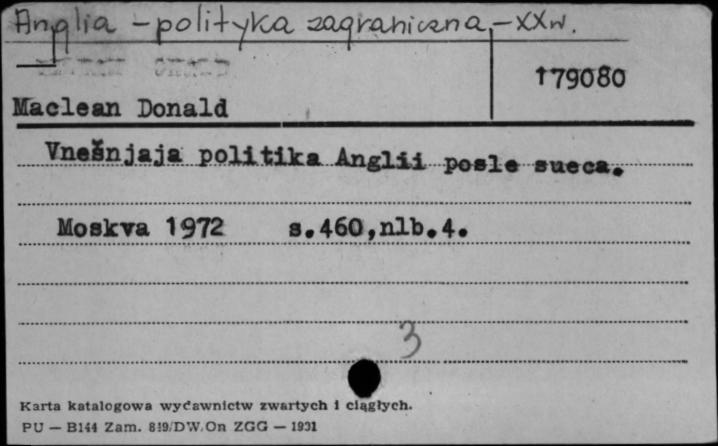 Anglia – polityka zagraniczna, – XXw.
179080
Maclean Donald
Vnešnjaja politika Anglii posle sueca.
Moskva 1972 s.460,nlb.4.
3
Karta katalogowa wydawnictw zwartych i ciągłych.
PU — B144 Zam. 819/DW.On ZGG — 1931